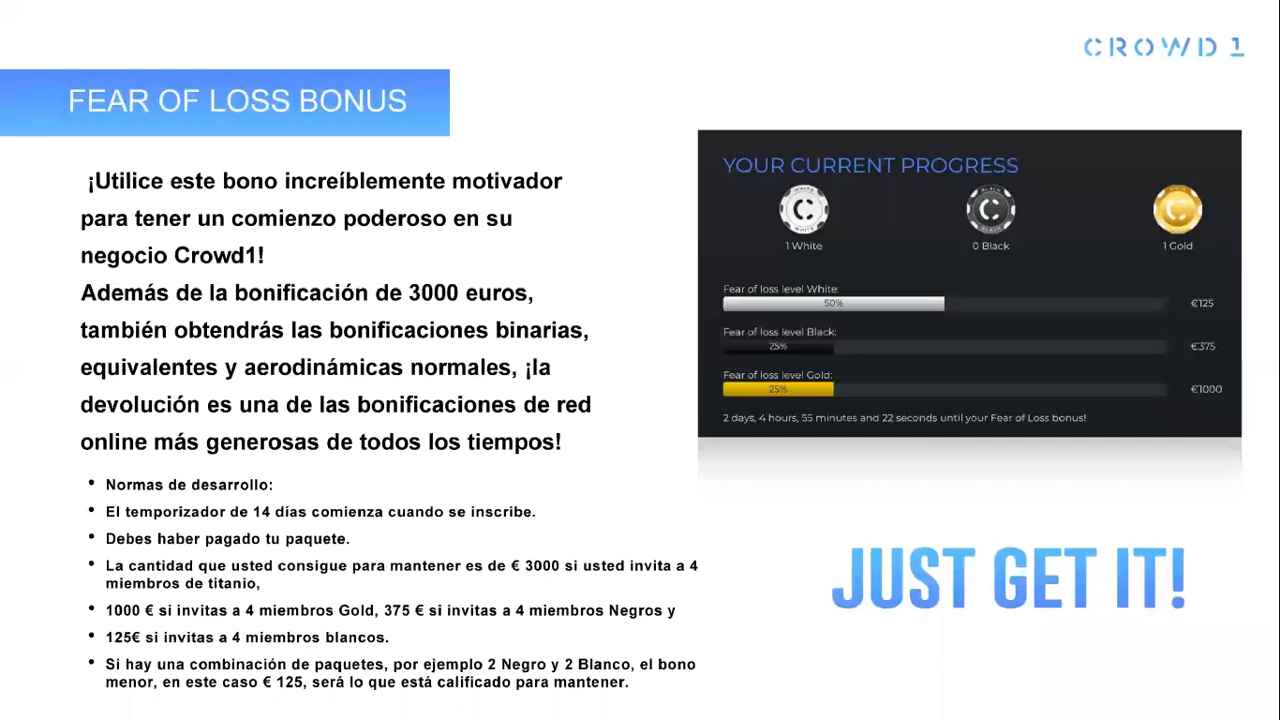 CROWD 1
FEAR OF LOSS BONUS
¡Utilice este bono increíblemente motivador
para tener un comienzo poderoso en su
negocio Crowd1!
Además de la bonificación de 3000 euros,
también obtendrás las bonificaciones binarias,
equivalentes y aerodinámicas normales, ¡la
devolución es una de las bonificaciones de red
online más generosas de todos los tiempos!
• Normas de desarrollo:
• El temporizador de 14 días comienza cuando se inscribe.
• Debes haber pagado tu paquete.
• La cantidad que usted consigue para mantener es de € 3000 si usted invita a 4
miembros de titanio,
• 1000 € si invitas a 4 miembros Gold, 375 € si invitas a 4 miembros Negros y
• 125€ si invitas a 4 miembros blancos.
• Si hay una combinación de paquetes, por ejemplo 2 Negro y 2 Blanco, el bono
menor, en este caso € 125, será lo que está calificado para mantener.
YOUR CURRENT PROGRESS
WHITE BLACK
1 White 0 Black 1 Gold
Fear of loss level White:
50% €125
Fear of loss level Black:
25% €375
Fear of loss level Gold:
25% €1000
2 days, 4 hours, 55 minutes and 22 seconds until your Fear of Loss bonus!
JUST GET IT!